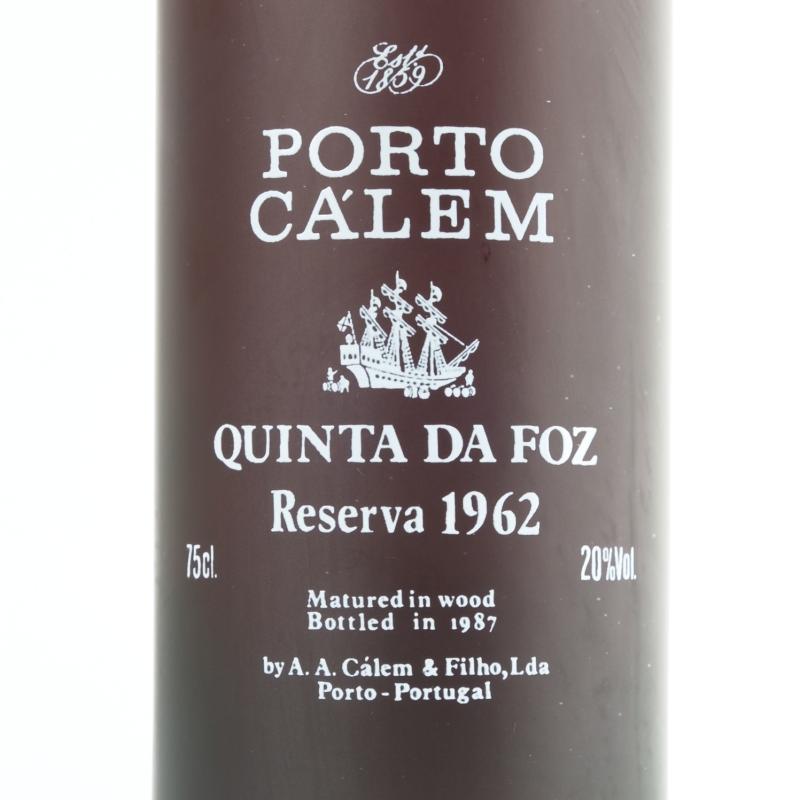 Estd
1859
PORTO
CÁLEM
QUINTA DA FOZ
Reserva 1962
75cl.
20%Vol.
Matured in wood
Bottled in 1987
by A. A. Cálem & Filho, Lda
Porto - Portugal